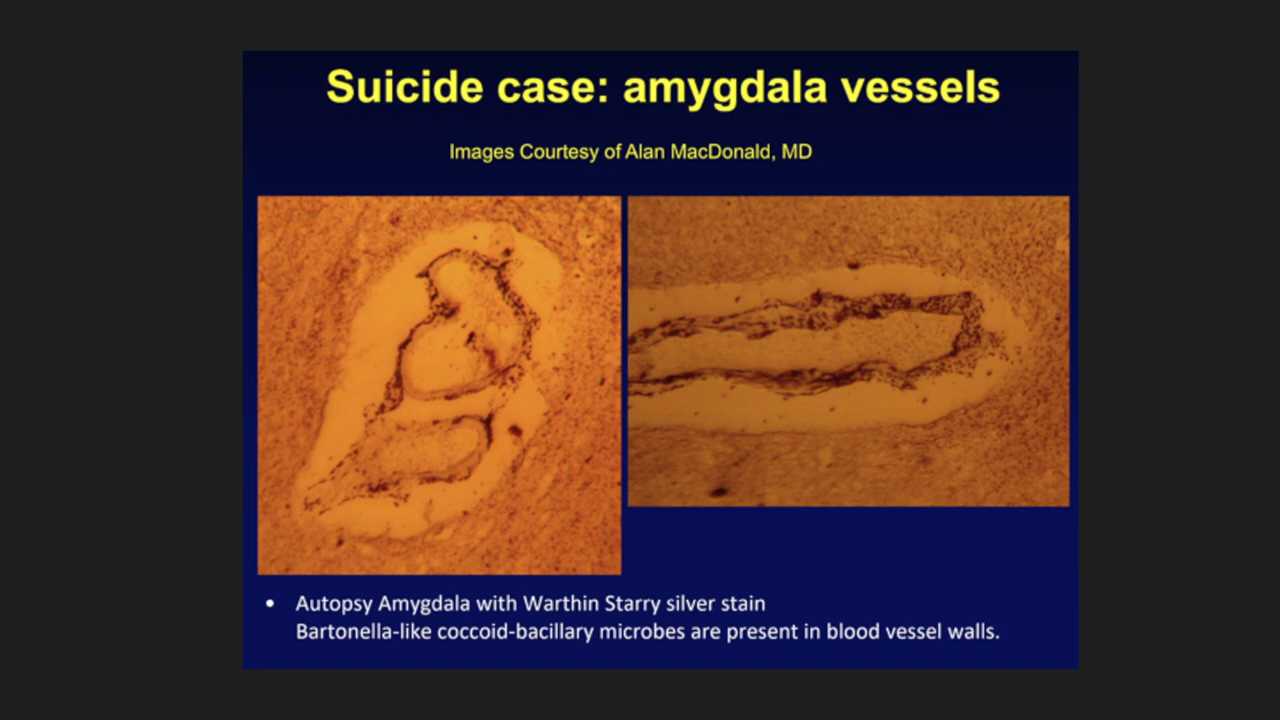 Suicide case: amygdala vessels
Images Courtesy of Alan MacDonald, MD
• Autopsy Amygdala with Warthin Starry silver stain
Bartonella-like coccoid-bacillary microbes are present in blood vessel walls.